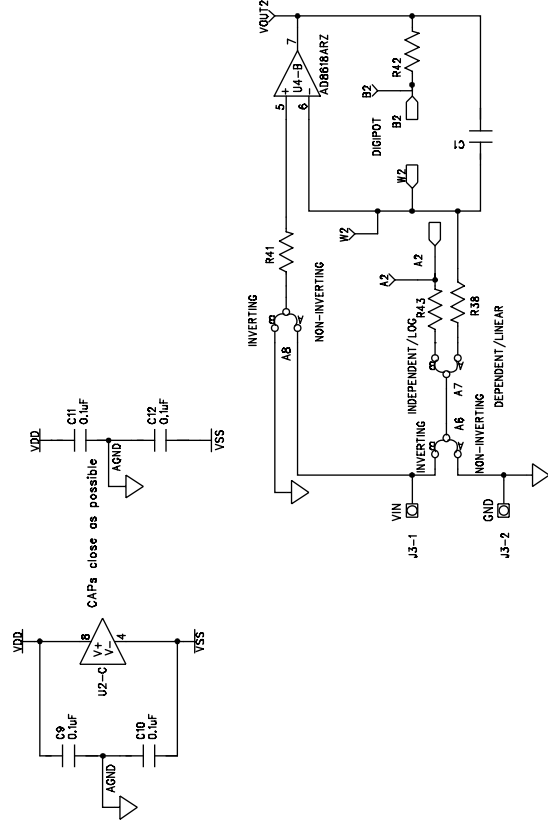 VOUT2
7
U4-B
AD8618ARZ
5
+
6
−
R41
INVERTING
NON-INVERTING
B
A
A8
R42
B2
B2
DIGIPOT
C1
W2
W2
A2
A2
R43
R38
INDEPENDENT/LOG
DEPENDENT/LINEAR
B
A
A7
A6
INVERTING
NON-INVERTING
B
A
VIN
J3-1
GND
J3-2
VDD
C11
0.1uF
AGND
C12
0.1uF
VSS
CAPs close as possible
VDD
8
V+
V-
4
U2-C
VSS
C9
0.1uF
AGND
C10
0.1uF